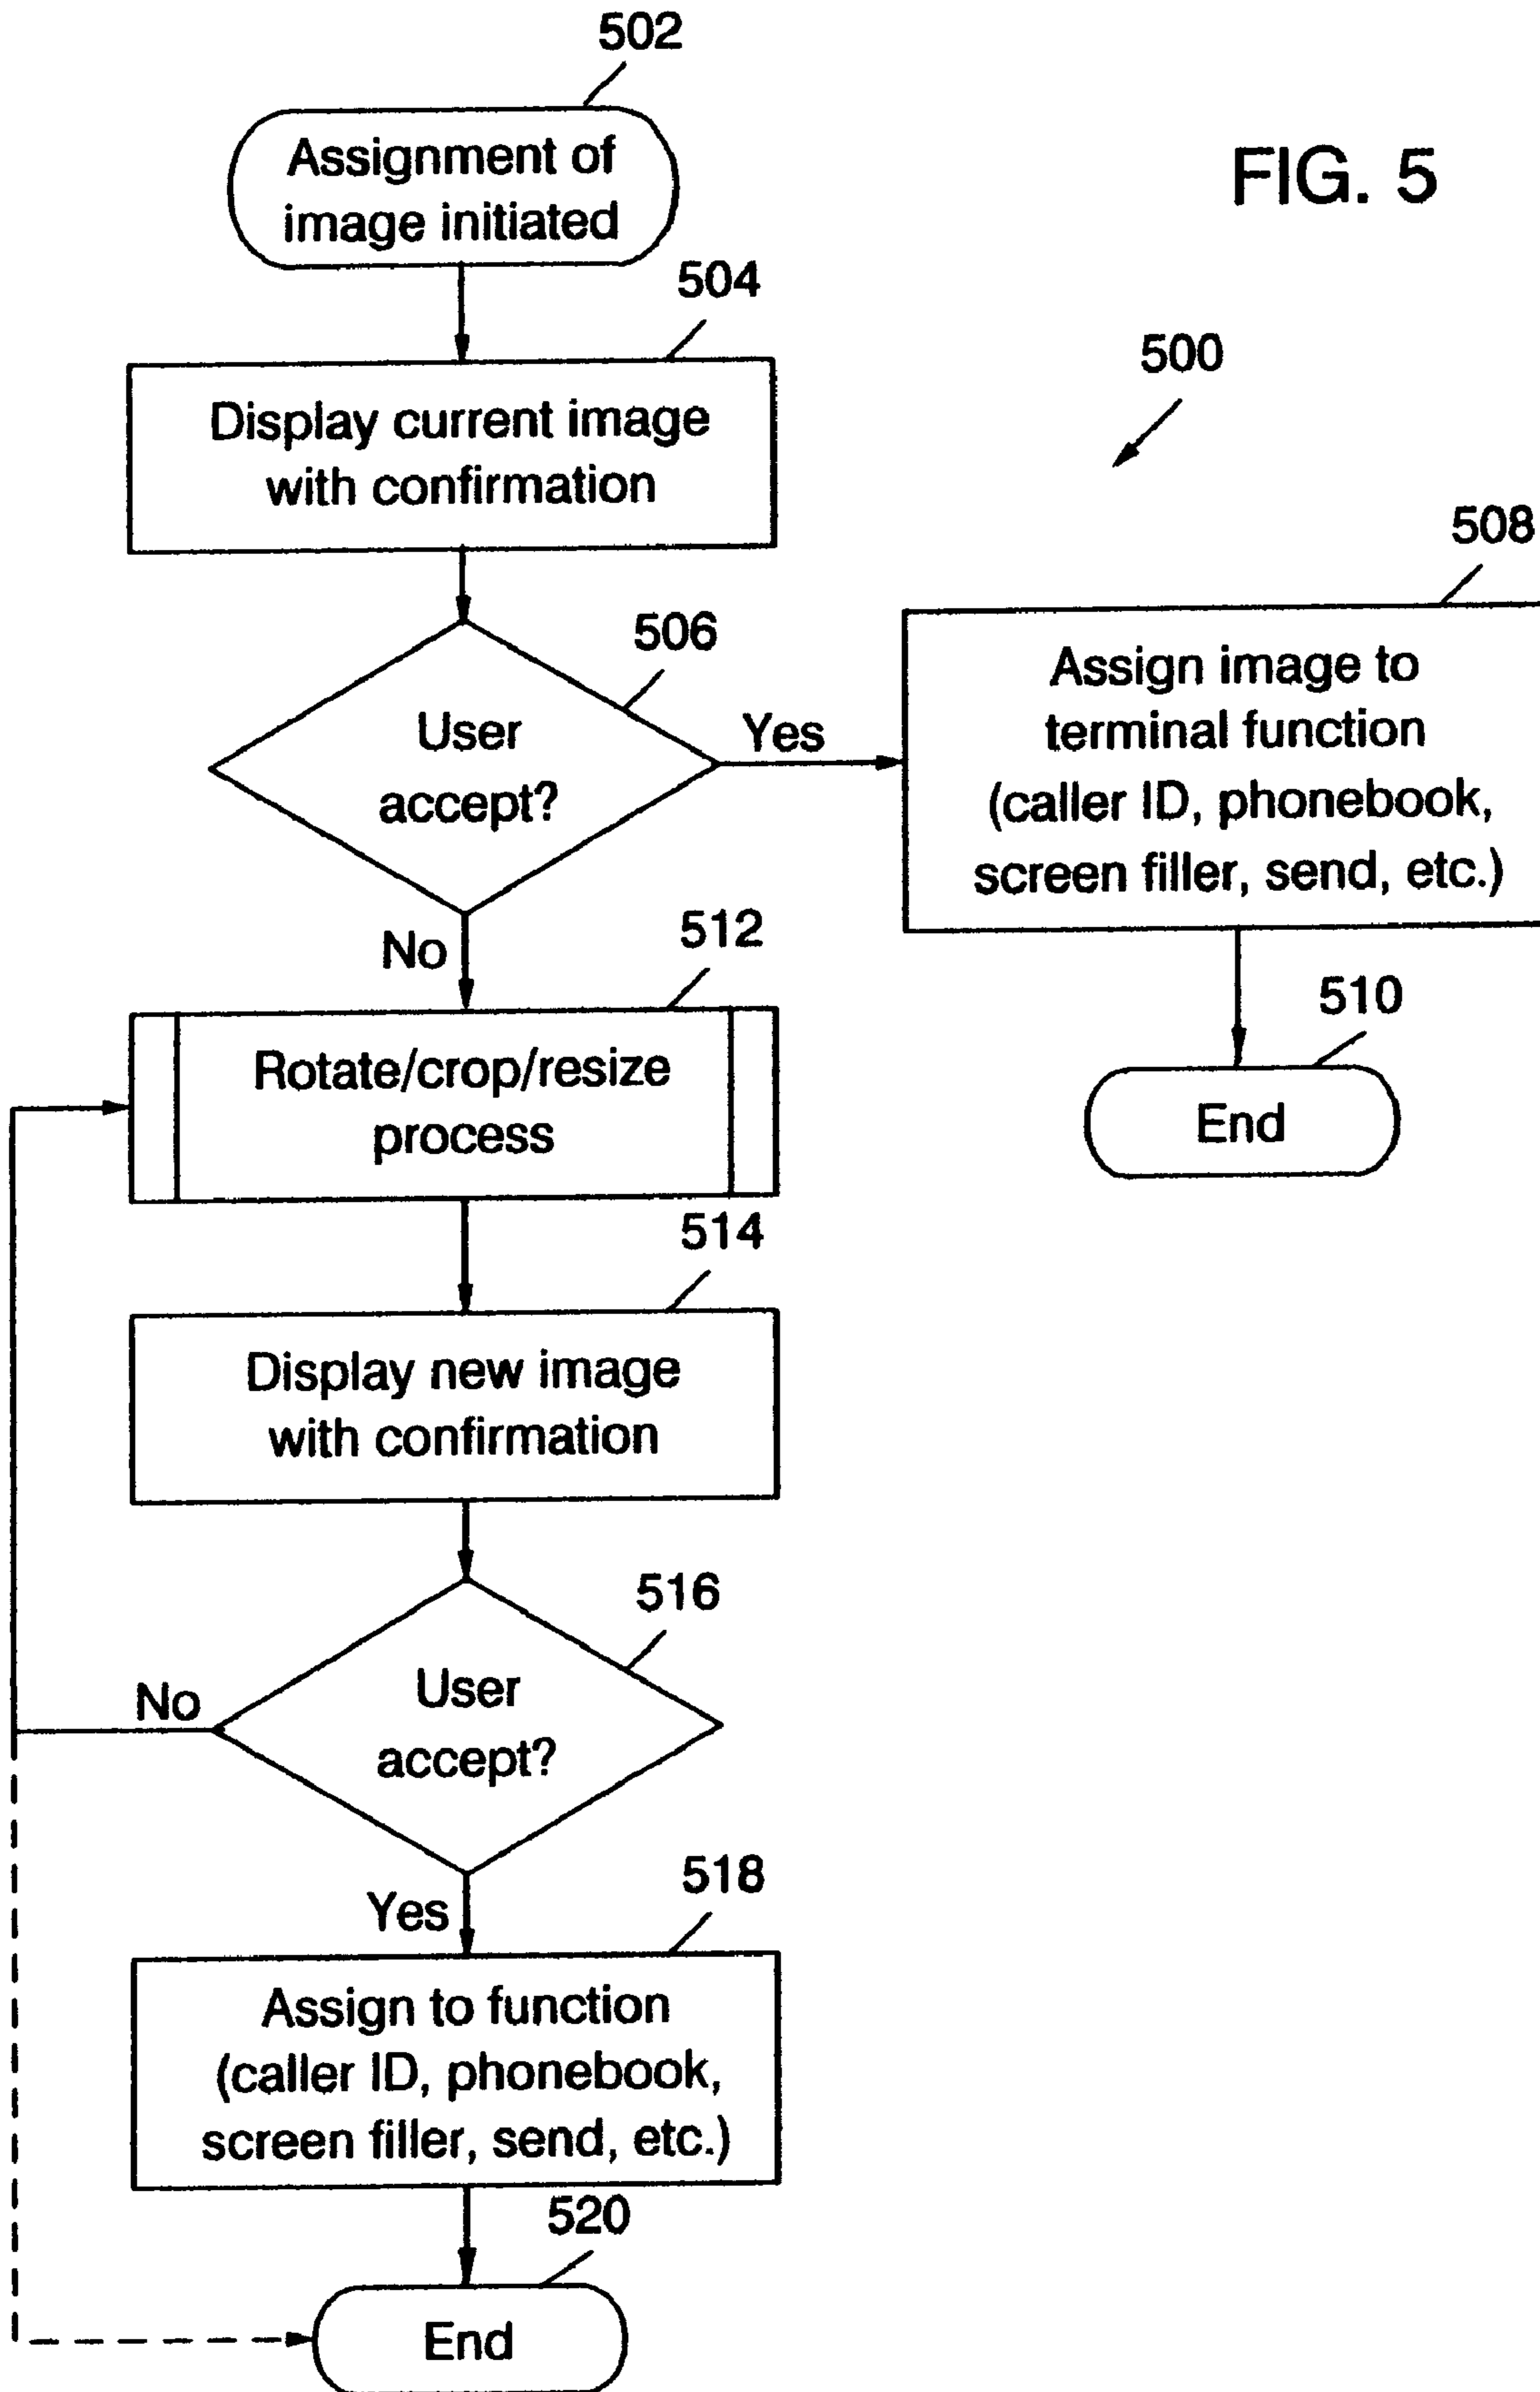 502
Assignment of
image initiated
FIG. 5
504
Display current image
with confirmation
500
506
User
accept?
Yes
508
Assign image to
terminal function
(caller ID, phonebook,
screen filler, send, etc.)
510
End
No
512
Rotate/crop/resize
process
514
Display new image
with confirmation
516
User
accept?
No
Yes
518
Assign to function
(caller ID, phonebook,
screen filler, send, etc.)
520
End